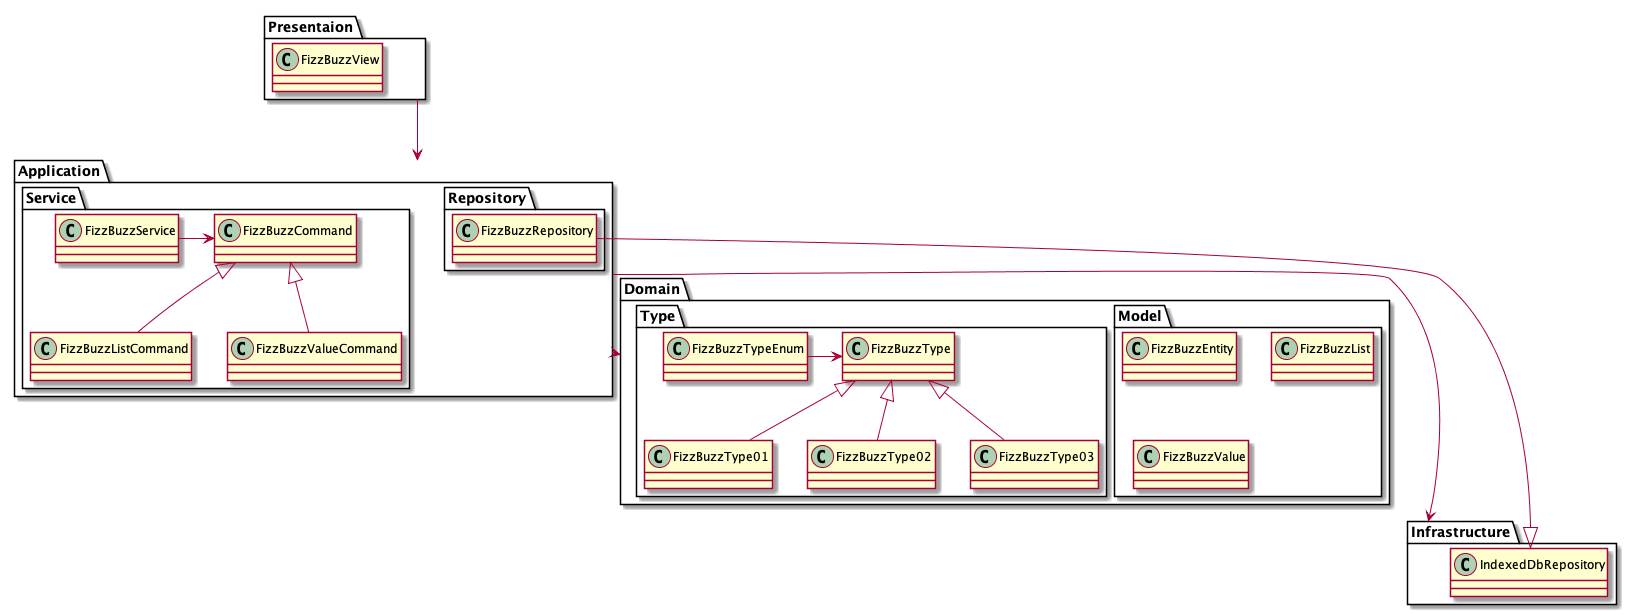 Presentaion
C FizzBuzzView
Application
Service
C FizzBuzzService
C FizzBuzzCommand
C FizzBuzzListCommand
C FizzBuzzValueCommand
Repository
C FizzBuzzRepository
Domain
Type
C FizzBuzzTypeEnum
C FizzBuzzType
C FizzBuzzType01
C FizzBuzzType02
C FizzBuzzType03
Model
C FizzBuzzEntity
C FizzBuzzList
C FizzBuzzValue
Infrastructure
C IndexedDbRepository